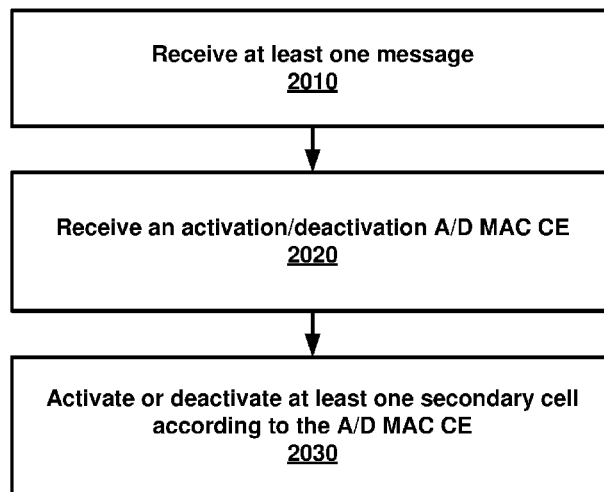 Receive at least one message
2010
Receive an activation/deactivation A/D MAC CE
2020
Activate or deactivate at least one secondary cell
according to the A/D MAC CE
2030